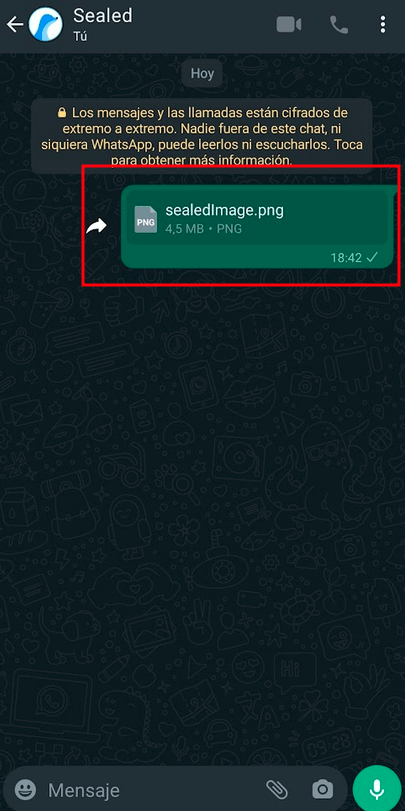 Sealed
Tú
Hoy
Los mensajes y las llamadas están cifrados de
extremo a extremo. Nadie fuera de este chat, ni
siquiera WhatsApp, puede leerlos ni escucharlos. Toca
para obtener más información.
sealedImage.png
PNG
4,5 MB • PNG
18:42
Mensaje